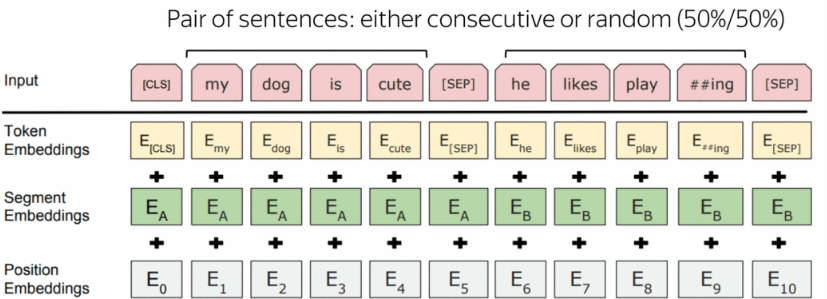 Pair of sentences: either consecutive or random (50%/50%)
Input [CLS] my dog is cute [SEP] he likes play ##ing [SEP]
Token Embeddings E[CLS] Emy Edog Eis Ecute E[SEP] Ehe Elikes Eplay E##ing E[SEP]
+ + + + + + + + + + +
Segment Embeddings EA EA EA EA EA EA EB EB EB EB EB
+ + + + + + + + + + +
Position Embeddings E0 E1 E2 E3 E4 E5 E6 E7 E8 E9 E10